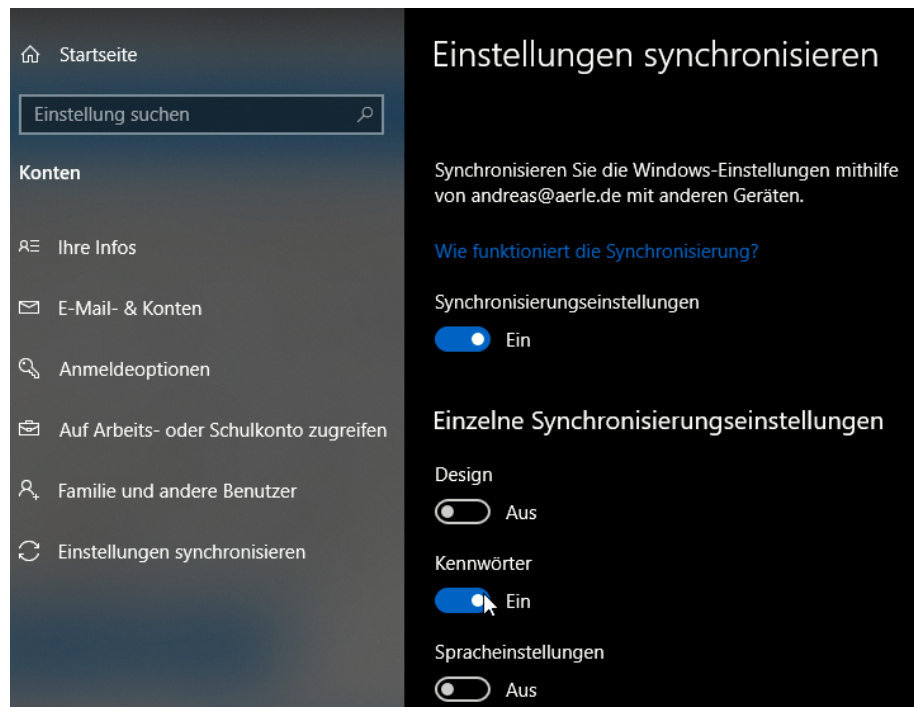 Startseite
Einstellung suchen
Konten
Ihre Infos
E-Mail- & Konten
Anmeldeoptionen
Auf Arbeits- oder Schulkonto zugreifen
Familie und andere Benutzer
Einstellungen synchronisieren
Einstellungen synchronisieren
Synchronisieren Sie die Windows-Einstellungen mithilfe
von andreas@aerle.de mit anderen Geräten.
Wie funktioniert die Synchronisierung?
Synchronisierungseinstellungen
Ein
Einzelne Synchronisierungseinstellungen
Design
Aus
Kennwörter
Ein
Spracheinstellungen
Aus